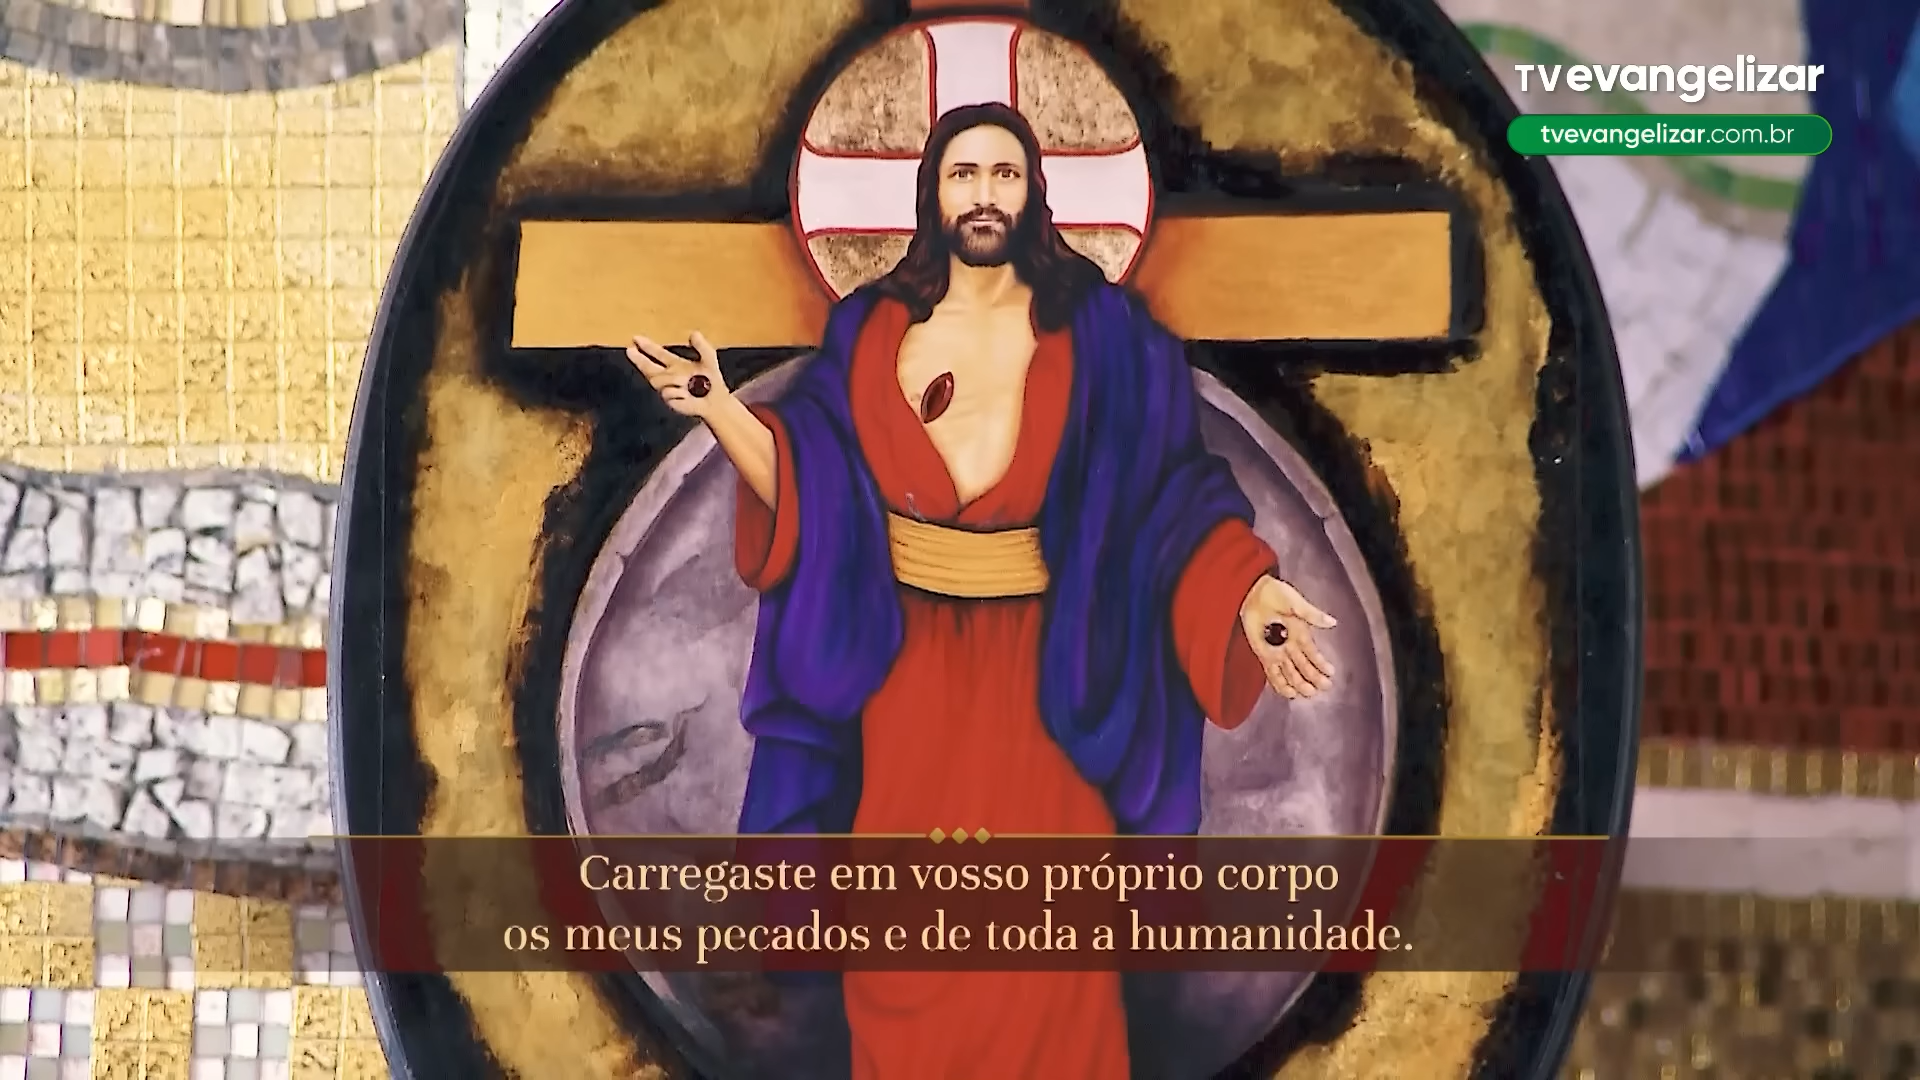 TVevangelizar
tvevangelizar.com.br
Carregaste em vosso próprio corpo
os meus pecados e de toda a humanidade.